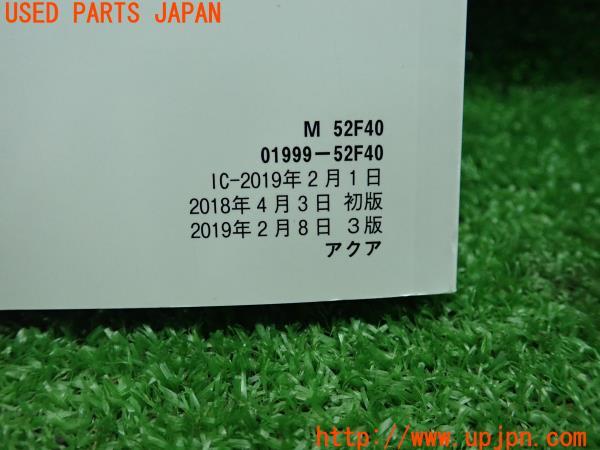 USED PARTS JAPAN
M 52F40
01999-52F40
IC-2019年2月1日
2018年4月3日 初版
2019年2月8日 3版
アクア
http://www.upjpn.com/